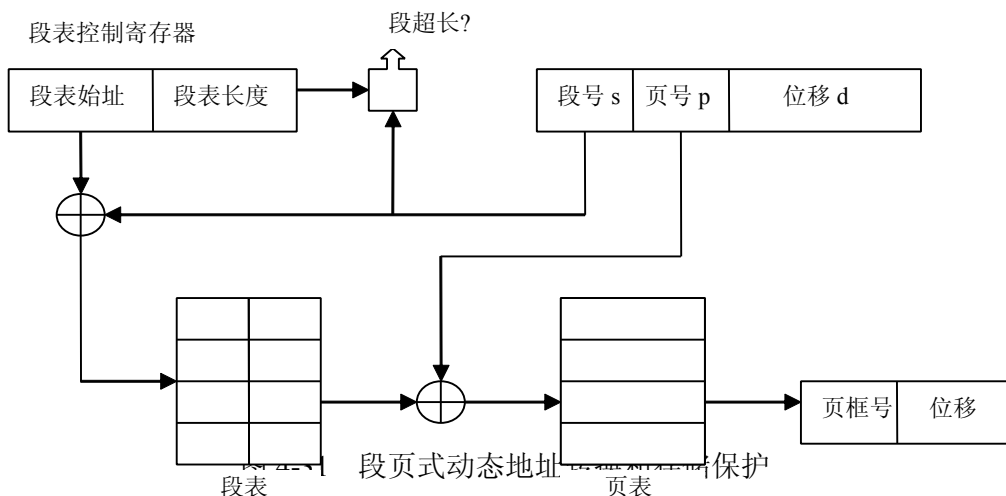 段超长?
段表控制寄存器
段表始址 段表长度
段号 s 页号 p 位移 d
页框号 位移
段页式动态地址
保护
段表 页表